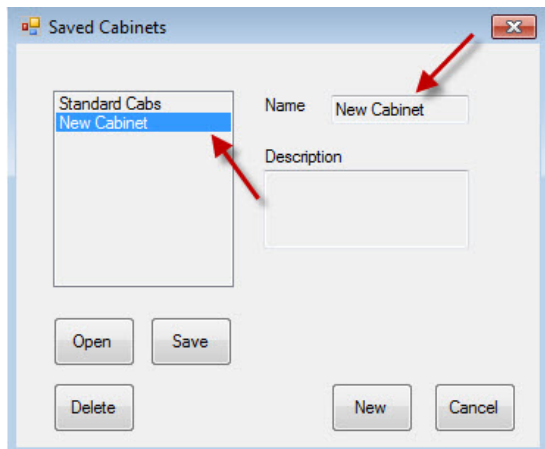 Saved Cabinets
Standard Cabs
New Cabinet
Name
New Cabinet
Description
Open
Save
Delete
New
Cancel